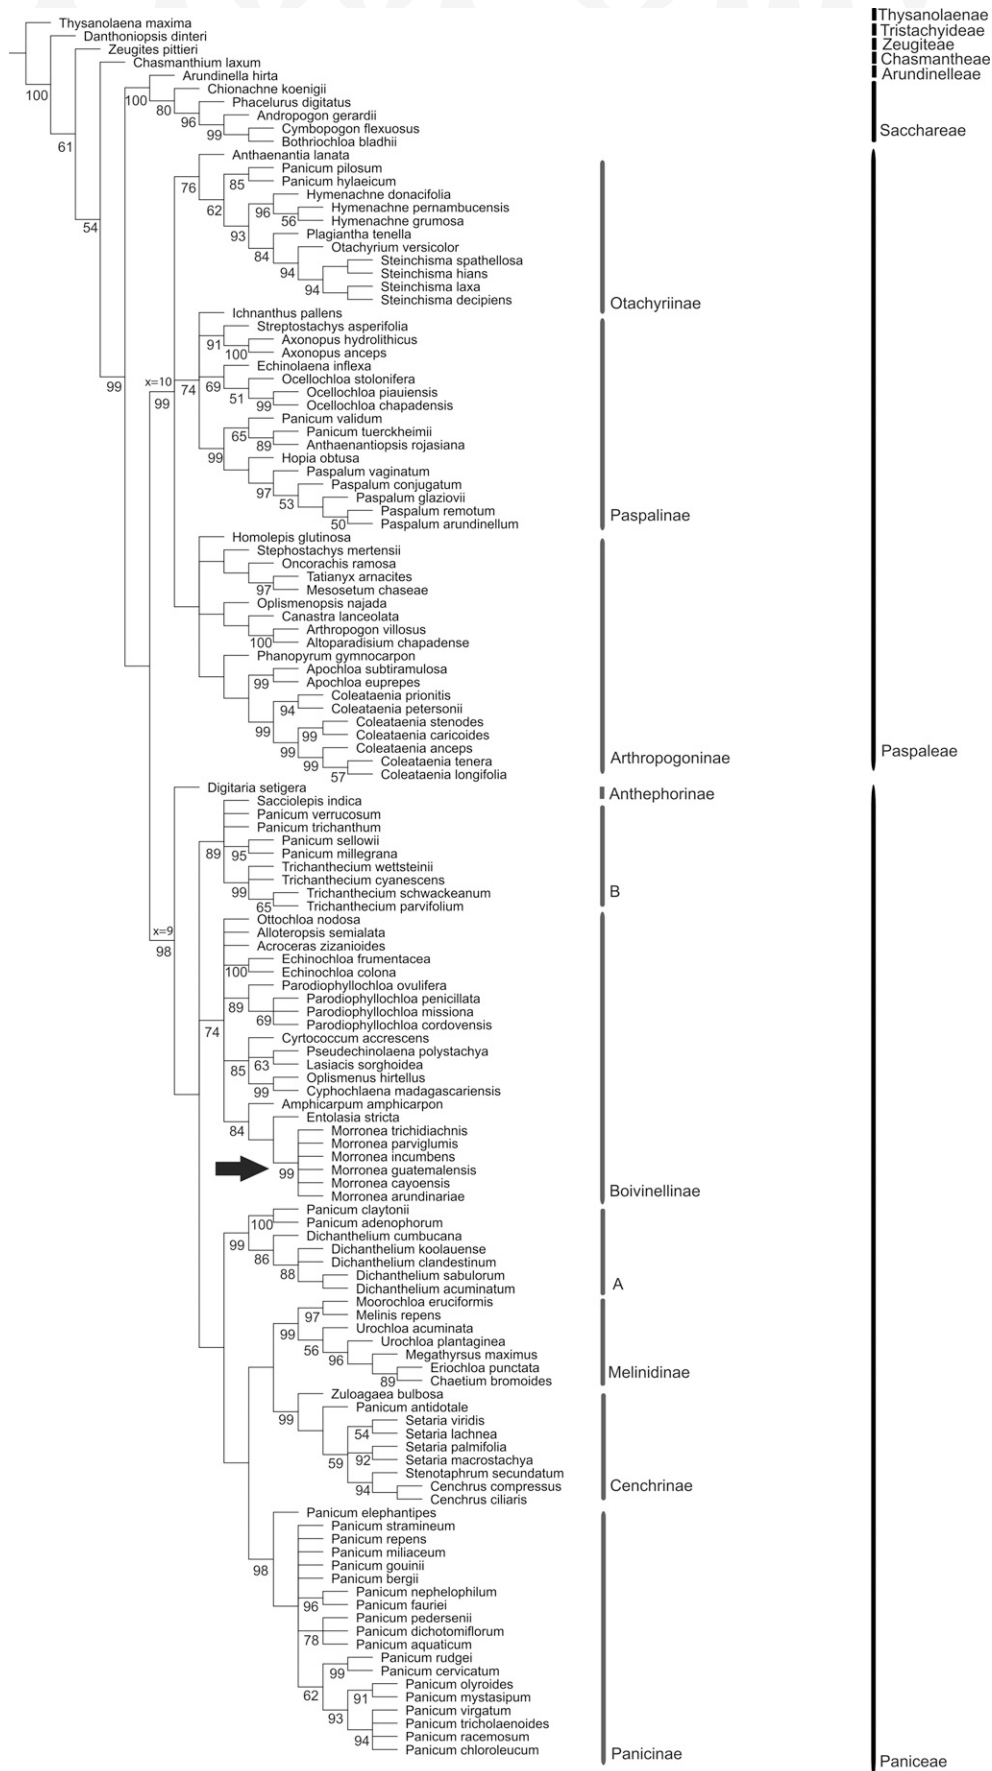 Thysanolaena maxima
Thysanolaenae
Danthoniopsis dinteri
Tristachyideae
Zeugites pittieri
Zeugiteae
Chasmanthium laxum
Chasmantheae
Arundinella hirta
Arundinelleae
100
Chionachne koenigii
100
80
Phacelurus digitatus
96
Andropogon gerardii
99
Cymbopogon flexuosus
Sacchareae
Bothriochloa bladhii
61
Anthaenantia lanata
76
Panicum pilosum
85
Panicum hylaeicum
Hymenachne donacifolia
62
96
Hymenachne pernambucensis
56
Hymenachne grumosa
54
93
Plagiantha tenella
84
Otachyrium versicolor
94
Steinchisma spathellosa
Steinchisma hians
94
Steinchisma laxa
Steinchisma decipiens
Otachyriinae
Ichnanthus pallens
Streptostachys asperifolia
91
Axonopus hydrolithicus
100
Axonopus anceps
Echinolaena inflexa
99
x=10
99
74
69
Ocellochloa stolonifera
51
Ocellochloa piauiensis
99
Ocellochloa chapadensis
Panicum validum
65
Panicum tuerckheimii
89
Anthaenantiopsis rojasiana
99
Hopia obtusa
Paspalum vaginatum
97
Paspalum conjugatum
53
Paspalum glaziovii
Paspalum remotum
50
Paspalum arundinellum
Paspalinae
Homolepis glutinosa
Stephostachys mertensii
Oncorachis ramosa
Tatianyx arnacites
97
Mesosetum chaseae
Oplismenopsis najada
Canastra lanceolata
Arthropogon villosus
100
Altoparadisium chapadense
Phanopyrum gymnocarpon
Apochloa subtiramulosa
99
Apochloa euprepes
Coleataenia prionitis
94
Coleataenia petersonii
99
Coleataenia stenodes
99
Coleataenia caricoides
99
Coleataenia anceps
99
Coleataenia tenera
57
Coleataenia longifolia
Arthropogoninae
Paspaleae
Digitaria setigera
Anthephorinae
Sacciolepis indica
Panicum verrucosum
Panicum trichanthum
89
Panicum sellowii
95
Panicum millegrana
Trichanthecium wettsteinii
Trichanthecium cyanescens
99
Trichanthecium schwackeanum
65
Trichanthecium parvifolium
B
Ottochloa nodosa
x=9
98
Alloteropsis semialata
Acroceras zizanioides
Echinochloa frumentacea
100
Echinochloa colona
Parodiophyllochloa ovulifera
89
Parodiophyllochloa penicillata
Parodiophyllochloa missiona
69
Parodiophyllochloa cordovensis
74
Cyrtococcum accrescens
Pseudechinolaena polystachya
85
63
Lasiacis sorghoidea
Oplismenus hirtellus
99
Cyphochlaena madagascariensis
Amphicarpum amphicarpon
84
Entolasia stricta
Morronea trichidiachnis
Morronea parviglumis
Morronea incumbens
99
Morronea guatemalensis
Morronea cayoensis
Morronea arundinariae
Boivinellinae
Panicum claytonii
100
Panicum adenophorum
99
Dichanthelium cumbucana
86
Dichanthelium koolauense
88
Dichanthelium clandestinum
Dichanthelium sabulorum
Dichanthelium acuminatum
A
Moorochloa eruciformis
97
Melinis repens
99
Urochloa acuminata
56
Urochloa plantaginea
96
Megathyrsus maximus
Eriochloa punctata
89
Chaetium bromoides
Melinidinae
Zuloagaea bulbosa
99
Panicum antidotale
Setaria viridis
54
Setaria lachnea
Setaria palmifolia
59
92
Setaria macrostachya
Stenotaphrum secundatum
94
Cenchrus compressus
Cenchrus ciliaris
Cenchrinae
Panicum elephantipes
Panicum stramineum
Panicum repens
Panicum miliaceum
98
Panicum gouinii
Panicum bergii
Panicum nephelophilum
96
Panicum fauriei
Panicum pedersenii
Panicum dichotomiflorum
78
Panicum aquaticum
Panicum rudgei
99
Panicum cervicatum
62
Panicum olyroides
91
Panicum mystasipum
93
Panicum virgatum
Panicum tricholaenoides
94
Panicum racemosum
Panicum chloroleucum
Panicinae
Paniceae